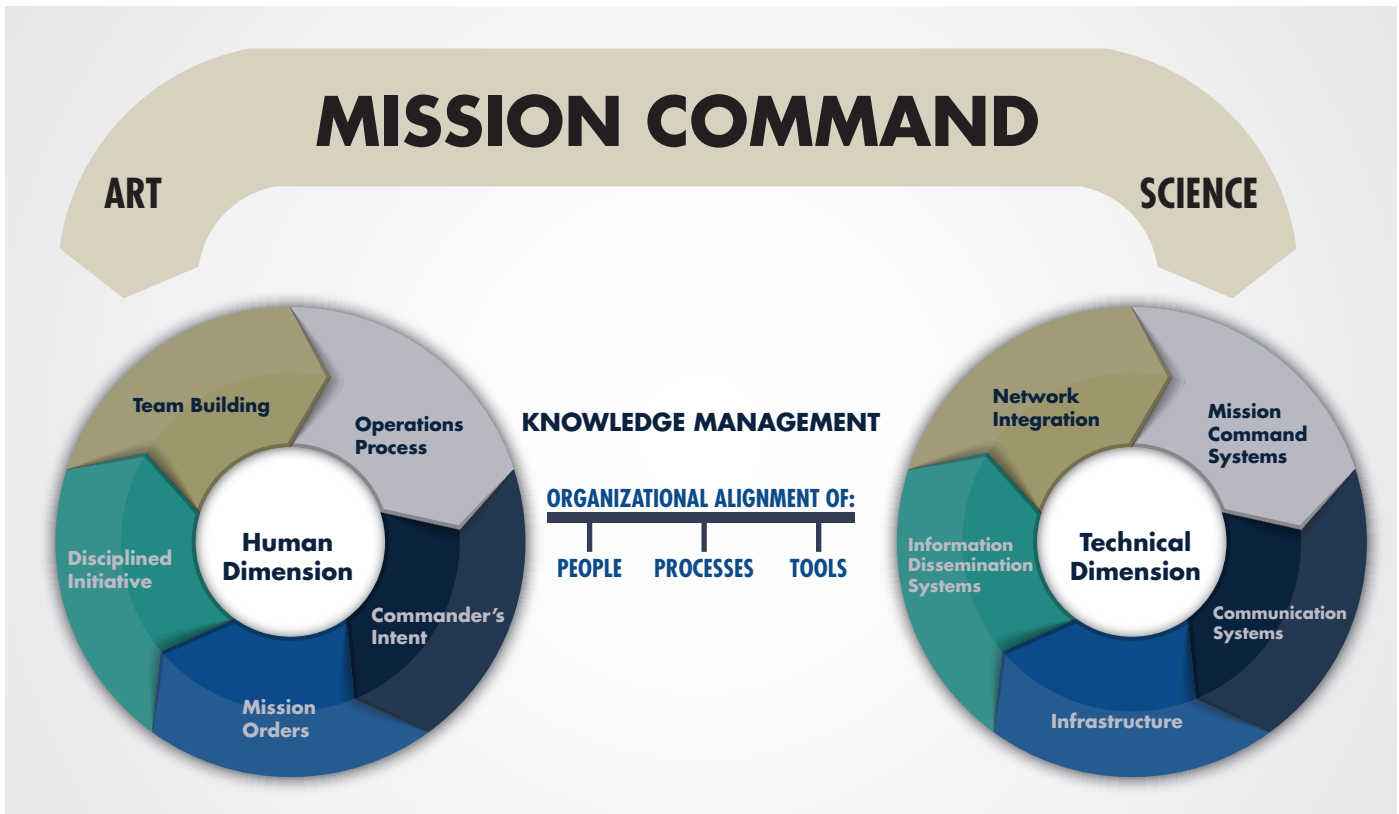 MISSION COMMAND
ART
SCIENCE
Team Building
Operations
Process
Disciplined
Initiative
Human
Dimension
Commander's
Intent
Mission
Orders
KNOWLEDGE MANAGEMENT
ORGANIZATIONAL ALIGNMENT OF:
PEOPLE PROCESSES TOOLS
Network
Integration
Mission
Command
Systems
Information
Dissemination
Systems
Technical
Dimension
Communication
Systems
Infrastructure